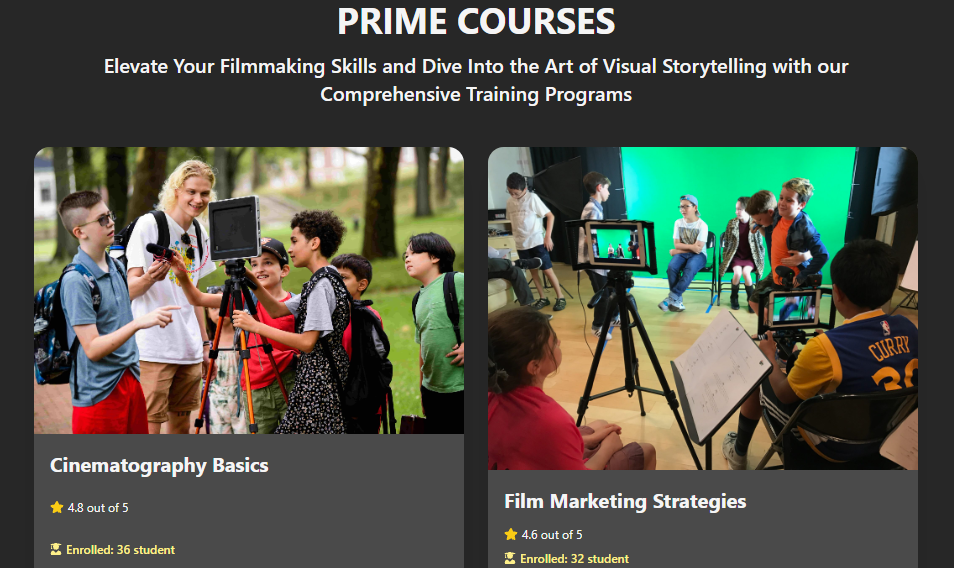 PRIME COURSES
Elevate Your Filmmaking Skills and Dive Into the Art of Visual Storytelling with our
Comprehensive Training Programs
CURRY
30
Cinematography Basics
4.8 out of 5
Enrolled: 36 student
Film Marketing Strategies
4.6 out of 5
Enrolled: 32 student